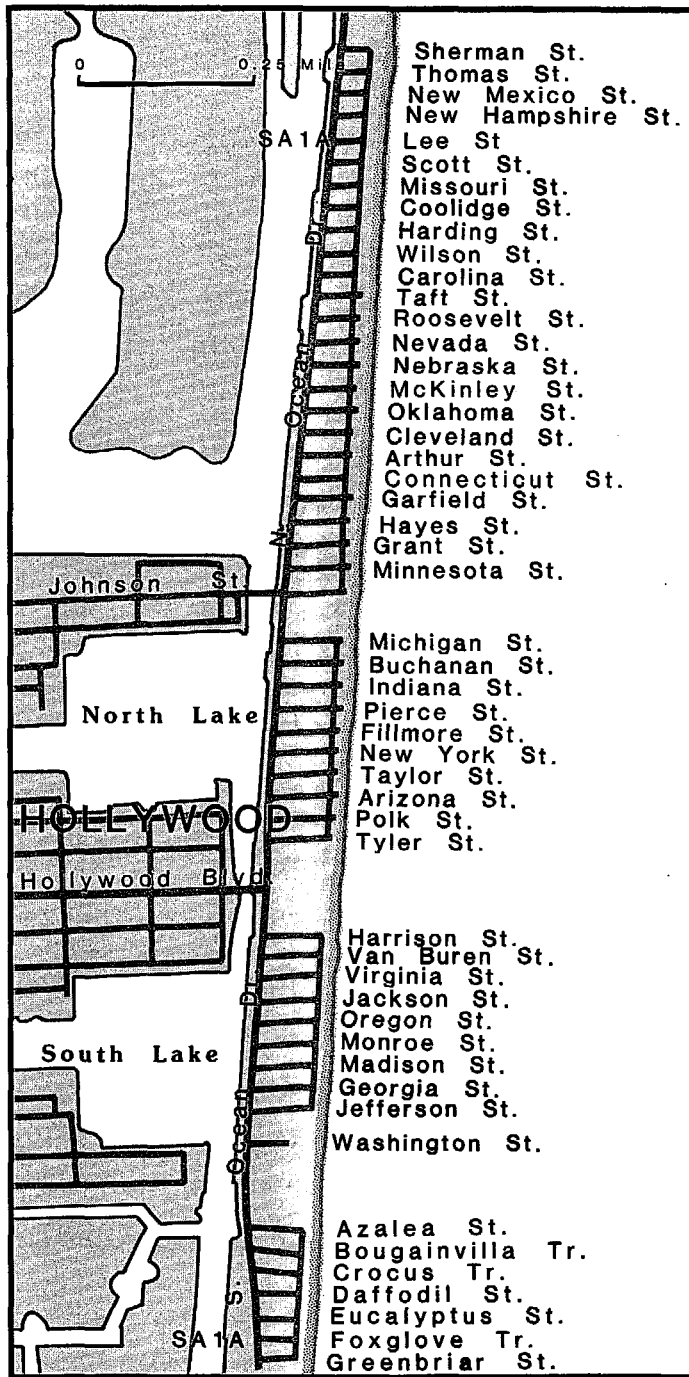 Sherman St.
0 0.25 Mile
Thomas St.
New Mexico St.
New Hampshire St.
SA1A
Lee St
Scott St.
Missouri St.
Coolidge St.
Harding St.
Wilson St.
Carolina St.
Taft St.
Roosevelt St.
Nevada St.
Nebraska St.
McKinley St.
Oklahoma St.
Cleveland St.
Arthur St.
Connecticut St.
Garfield St.
Hayes St.
Grant St.
Minnesota St.
N. Ocean Dr
Johnson St
Michigan St.
Buchanan St.
Indiana St.
North Lake
Pierce St.
Fillmore St.
New York St.
Taylor St.
Arizona St.
HOLLYWOOD
Polk St.
Tyler St.
Hollywood Blvd.
Harrison St.
Van Buren St.
Virginia St.
Jackson St.
Oregon St.
Monroe St.
South Lake
Madison St.
Georgia St.
Jefferson St.
Washington St.
S. Ocean Dr
Azalea St.
Bougainvilla Tr.
Crocus Tr.
Daffodil St.
Eucalyptus St.
SA1A
Foxglove Tr.
Greenbriar St.